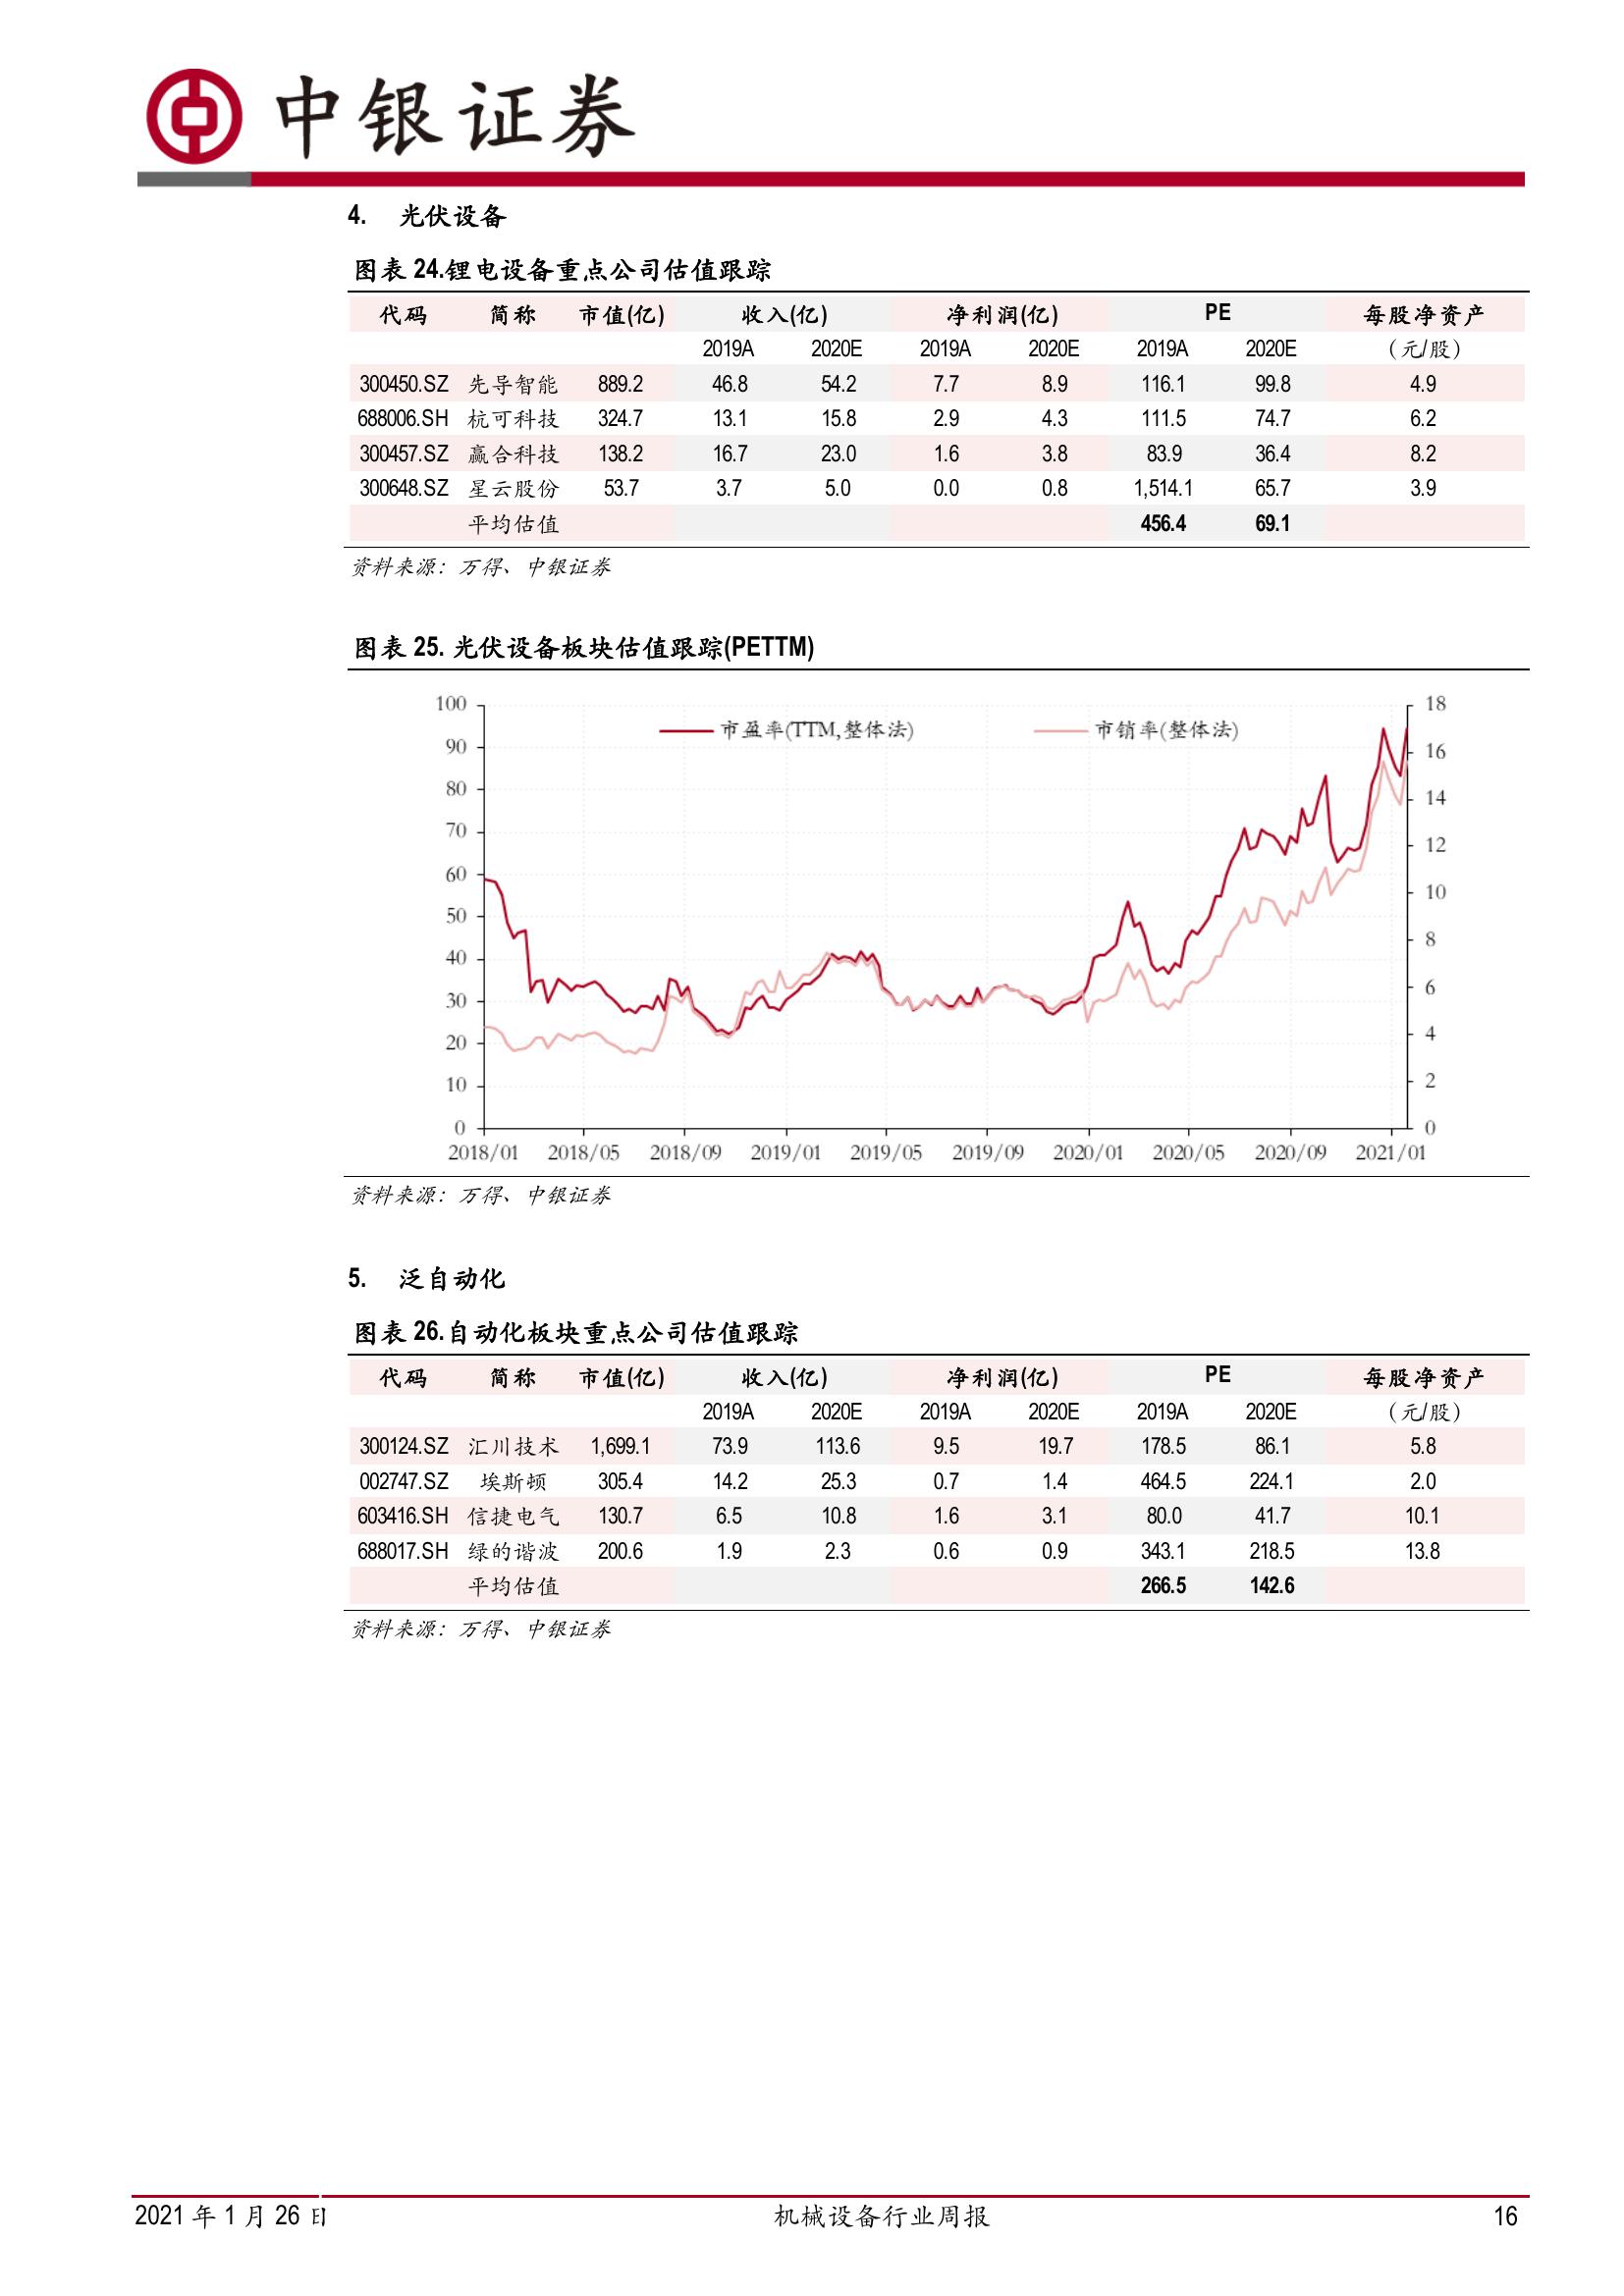 中银证券
4. 光伏设备
图表 24.锂电设备重点公司估值跟踪
代码 简称 市值(亿) 收入(亿) 净利润(亿) PE 每股净资产
2019A 2020E 2019A 2020E 2019A 2020E （元/股）
300450.SZ 先导智能 889.2 46.8 54.2 7.7 8.9 116.1 99.8 4.9
688006.SH 杭可科技 324.7 13.1 15.8 2.9 4.3 111.5 74.7 6.2
300457.SZ 赢合科技 138.2 16.7 23.0 1.6 3.8 83.9 36.4 8.2
300648.SZ 星云股份 53.7 3.7 5.0 0.0 0.8 1,514.1 65.7 3.9
平均估值 456.4 69.1
资料来源：万得、中银证券
图表 25. 光伏设备板块估值跟踪(PETTM)
市盈率(TTM,整体法) 市销率(整体法)
100 18
90 16
80 14
70 12
60 10
50 8
40 6
30 4
20 2
10 0
0
2018/01 2018/05 2018/09 2019/01 2019/05 2019/09 2020/01 2020/05 2020/09 2021/01
资料来源：万得、中银证券
5. 泛自动化
图表 26.自动化板块重点公司估值跟踪
代码 简称 市值(亿) 收入(亿) 净利润(亿) PE 每股净资产
2019A 2020E 2019A 2020E 2019A 2020E （元/股）
300124.SZ 汇川技术 1,699.1 73.9 113.6 9.5 19.7 178.5 86.1 5.8
002747.SZ 埃斯顿 305.4 14.2 25.3 0.7 1.4 464.5 224.1 2.0
603416.SH 信捷电气 130.7 6.5 10.8 1.6 3.1 80.0 41.7 10.1
688017.SH 绿的谐波 200.6 1.9 2.3 0.6 0.9 343.1 218.5 13.8
平均估值 266.5 142.6
资料来源：万得、中银证券
2021 年 1 月 26 日 机械设备行业周报 16